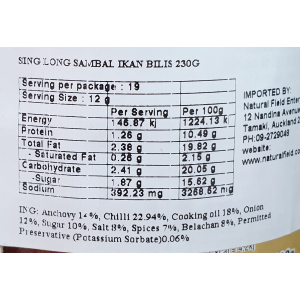 SING LONG SAMBAL IKAN BILIS 230G
Serving per package : 19
Serving Size : 12 g
Per Serving Per 100g
Energy 146.87 kj 1224.13 kj
Protein 1.26 g 10.49 g
Total Fat 2.38 g 19.82 g
- Saturated Fat 0.26 g 2.15 g
Carbohydrate 2.41 g 20.05 g
-Sugar 1.87 g 15.62 g
Sodium 392.23 mg 3268.62 mg
ING: Anchovy 14%, Chilli 22.94%, Cooking oil 18%, Onion
12%, Sugar 10%, Salt 8%, Spices 7%, Belachan 8%, Permitted
Preservative (Potassium Sorbate)0.06%
IMPORTED BY:
Natural Field Enter
12 Nandina Avenu
Tamaki, Auckland 2
PH:09-2729048
www.naturalfield.co